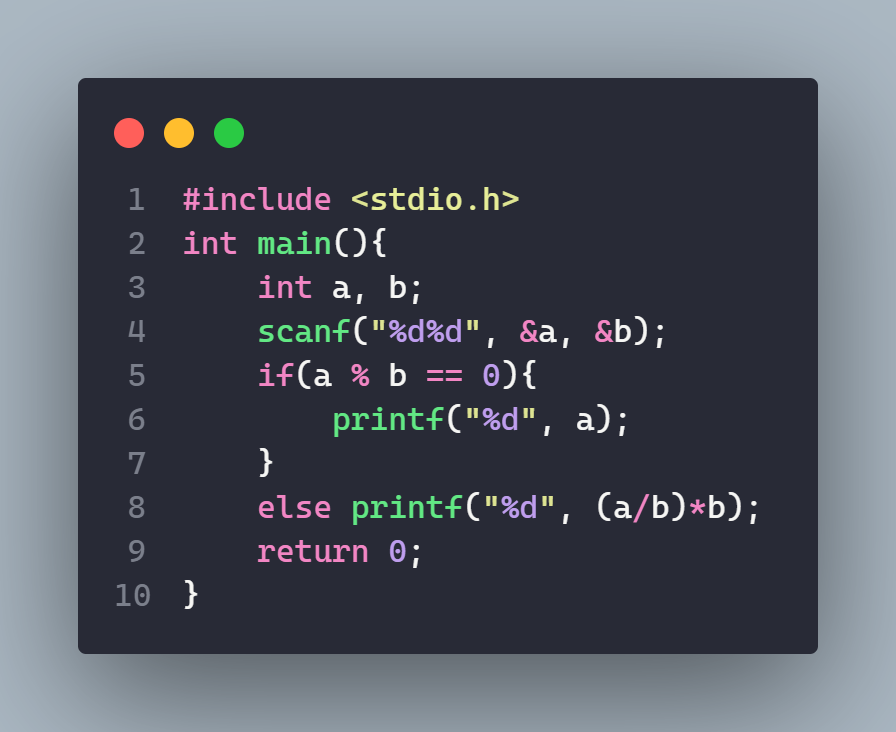 1 #include <stdio.h>
2 int main(){
3     int a, b;
4     scanf("%d%d", &a, &b);
5     if(a % b == 0){
6         printf("%d", a);
7     }
8     else printf("%d", (a/b)*b);
9     return 0;
10 }